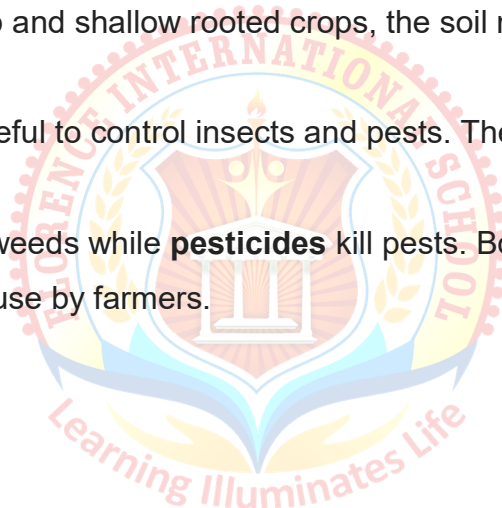 and shallow rooted crops, the soil
eful to control insects and pests. The
weeds while pesticides kill pests.
use by farmers.
FLORENCE INTERNATIONAL SCHOOL
Learning Illuminates Life